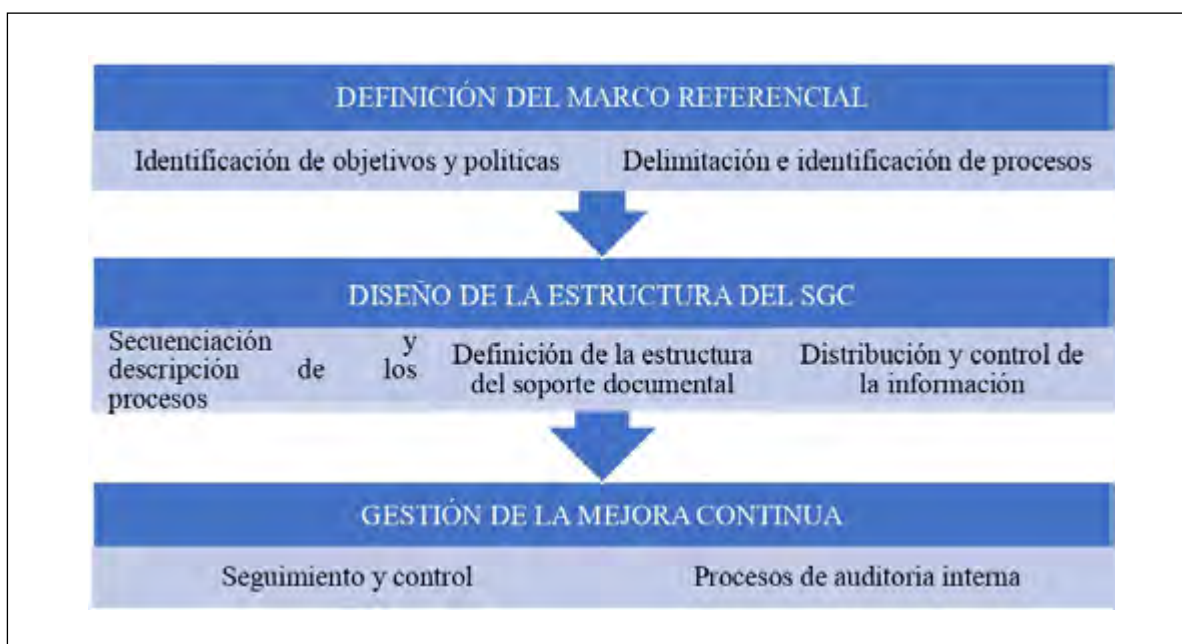 DEFINICIÓN DEL MARCO REFERENCIAL
Identificación de objetivos y politicas
Delimitación e identificación de procesos
DISEÑO DE LA ESTRUCTURA DEL SGC
Secuenciación y
descripción de los
procesos
Definición de la estructura
del soporte documental
Distribución y control de
la información
GESTIÓN DE LA MEJORA CONTINUA
Seguimiento y control
Procesos de auditoria interna